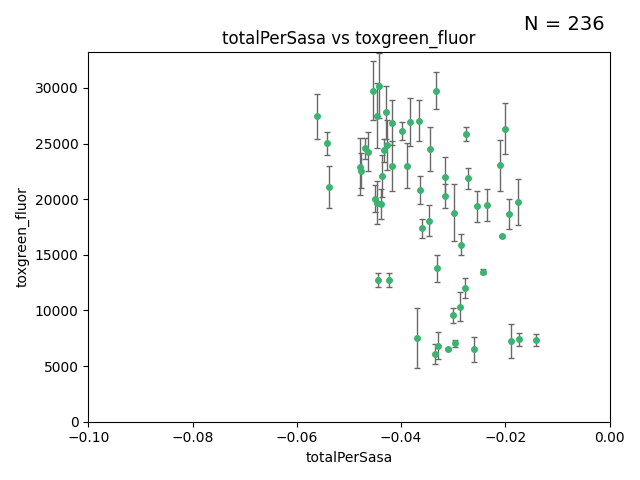 N = 236
totalPerSasa vs toxgreen_fluor
30000
25000
20000
15000
10000
5000
0
toxgreen_fluor
−0.10 −0.08 −0.06 −0.04 −0.02 0.00
totalPerSasa